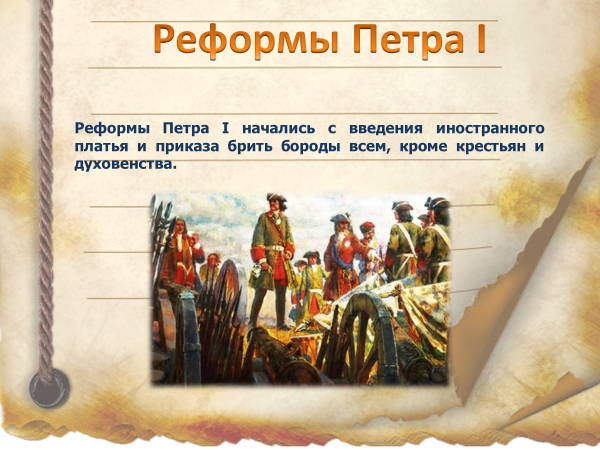 Реформы Петра I
Реформы Петра I начались с введения иностранного
платья и приказа брить бороды всем, кроме крестьян и
духовенства.